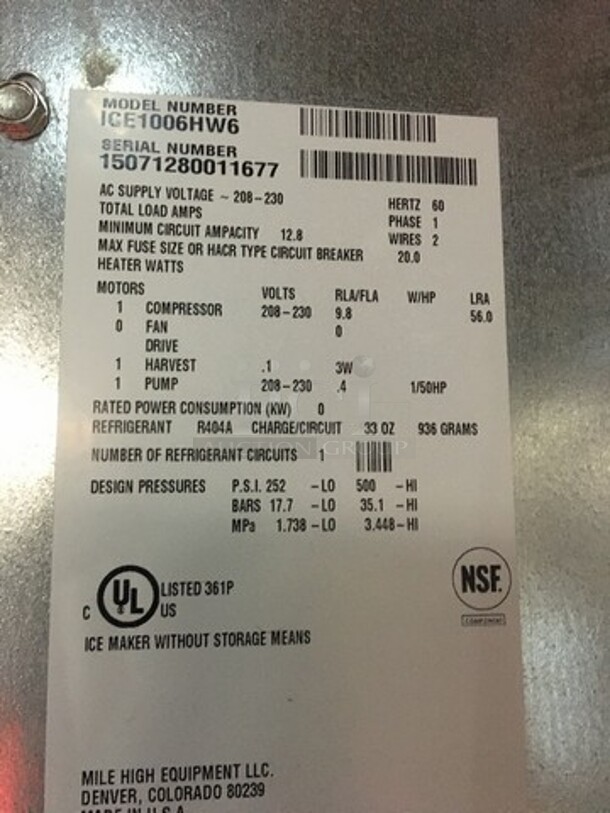 MODEL NUMBER
ICE1006HW6
SERIAL NUMBER
15071280011677
AC SUPPLY VOLTAGE ~ 208-230 HERTZ 60
TOTAL LOAD AMPS PHASE 1
MINIMUM CIRCUIT AMPACITY 12.8 WIRES 2
MAX FUSE SIZE OR HACR TYPE CIRCUIT BREAKER 20.0
HEATER WATTS
MOTORS VOLTS RLA/FLA W/HP LRA
1 COMPRESSOR 208-230 9.8 56.0
0 FAN 0
DRIVE
1 HARVEST .1 3W
1 PUMP 208-230 .4 1/50HP
RATED POWER CONSUMPTION (KW) 0
REFRIGERANT R404A CHARGE/CIRCUIT 33 OZ 936 GRAMS
AUCTION GROUP
NUMBER OF REFRIGERANT CIRCUITS 1
DESIGN PRESSURES P.S.I. 252 -LO 500 -HI
BARS 17.7 -LO 35.1 -HI
MPa 1.738 -LO 3.448 -HI
C UL US LISTED 361P
NSF.
COMPONENT
ICE MAKER WITHOUT STORAGE MEANS
MILE HIGH EQUIPMENT LLC.
DENVER, COLORADO 80239
MADE IN U.S.A.